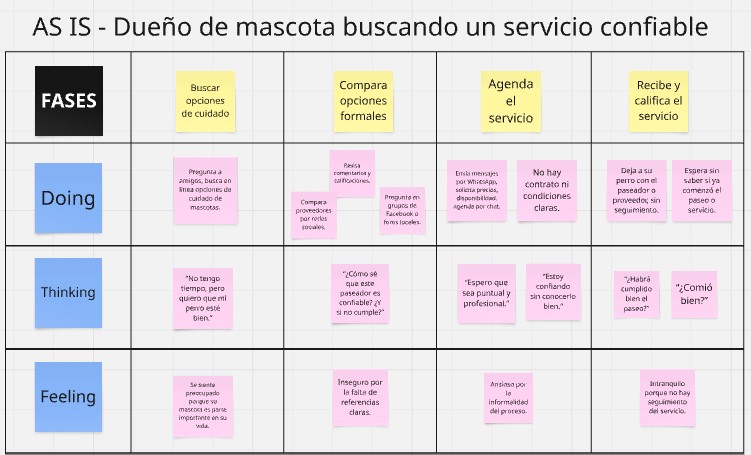 AS IS - Dueño de mascota buscando un servicio confiable
FASES
Buscar
opciones
de cuidado
Compara
opciones
formales
Agenda
el
servicio
Recibe y
califica el
servicio
Doing
Pregunta a
amigos, busca en
línea opciones de
cuidado de
mascotas.
Revisa
comentarios y
calificaciones.
Compara
proveedores
por redes
sociales.
Pregunta en
grupos de
Facebook o
foros locales.
Envía mensajes
por WhatsApp,
solicita precios,
disponibilidad,
agenda por chat.
No hay
contrato ni
condiciones
claras.
Deja a su
perro con el
paseador o
proveedor, sin
seguimiento.
Espera sin
saber si ya
comenzó el
paseo o
servicio.
Thinking
"No tengo
tiempo, pero
quiero que mi
perro esté
bien."
"¿Cómo sé
que este
paseador es
confiable? ¿Y
si no cumple?"
"Espero que
sea puntual y
profesional."
"Estoy
confiando
sin conocerlo
bien."
"¿Habrá
cumplido
bien el
paseo?"
"¿Comió
bien?"
Feeling
Se siente
preocupado
porque su
mascota es parte
importante en su
vida.
Inseguro por
la falta de
referencias
claras.
Ansioso por
la
informalidad
del proceso.
Intranquilo
porque no hay
seguimiento
del servicio.